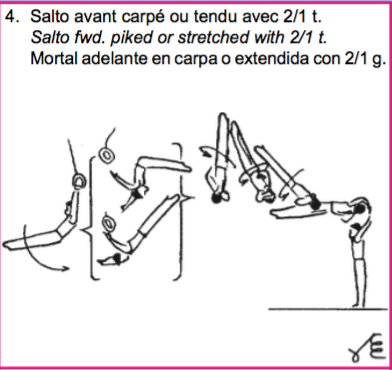 4. Salto avant carpé ou tendu avec 2/1 t.
Salto fwd. piked or stretched with 2/1 t.
Mortal adelante en carpa o extendida con 2/1 g.